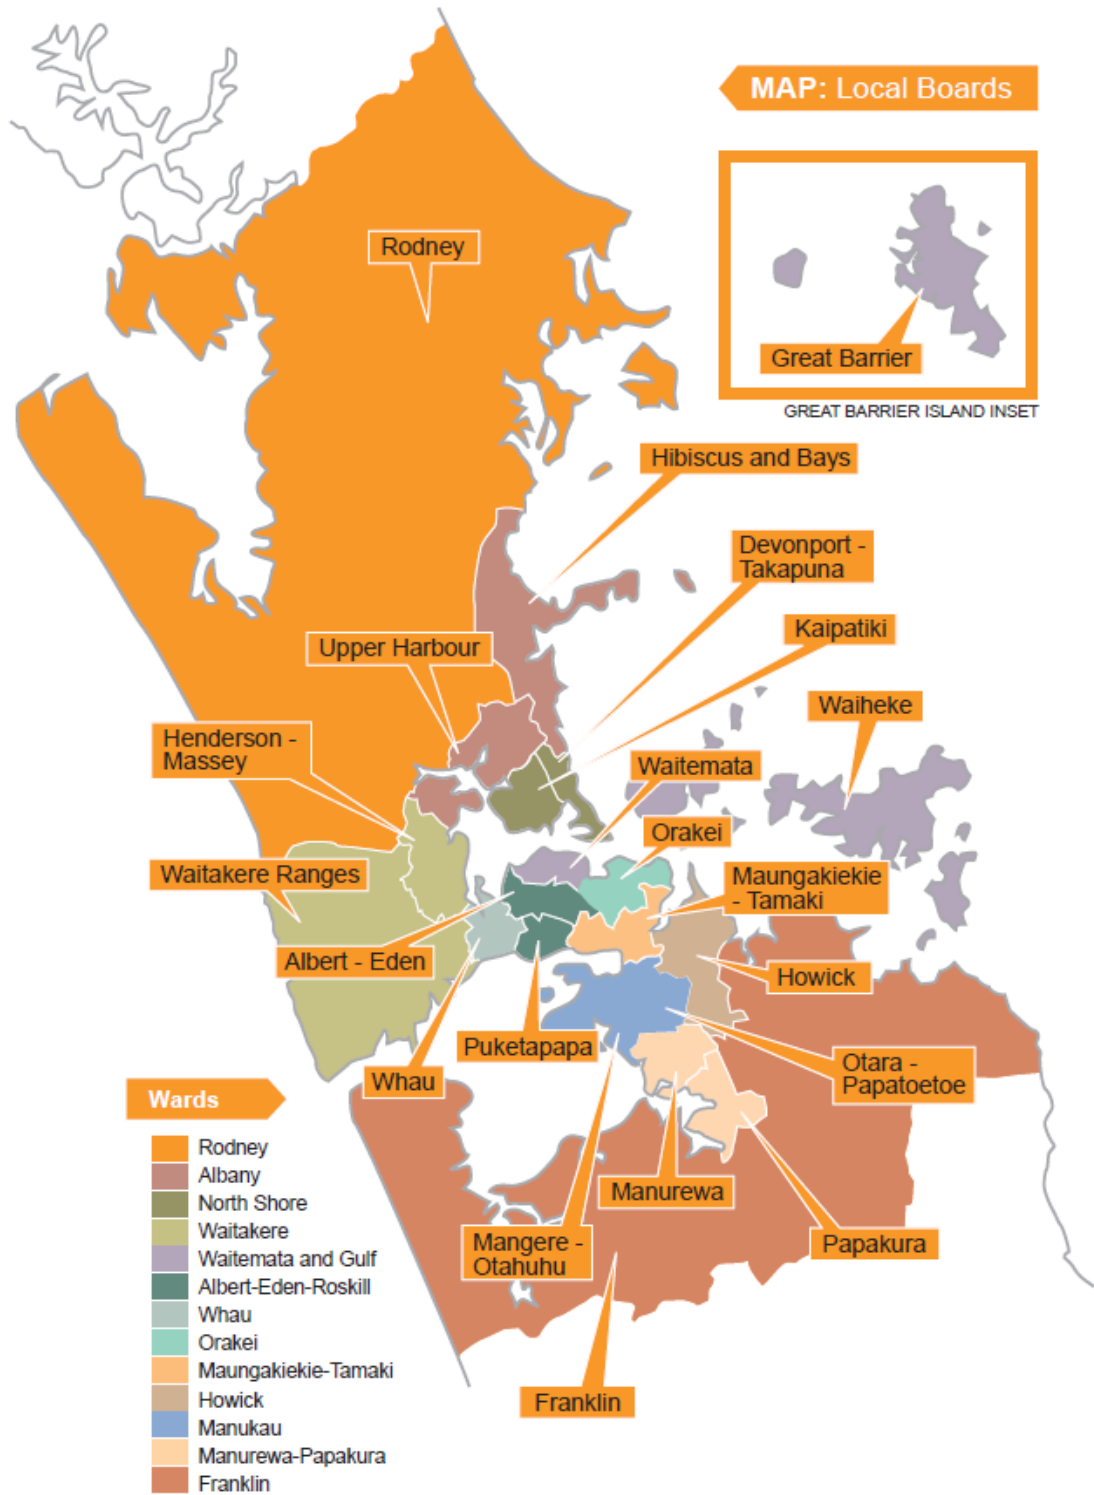 MAP: Local Boards
Rodney
Great Barrier
GREAT BARRIER ISLAND INSET
Hibiscus and Bays
Devonport -
Takapuna
Kaipatiki
Upper Harbour
Waiheke
Henderson -
Massey
Waitemata
Orakei
Waitakere Ranges
Maungakiekie
- Tamaki
Albert - Eden
Howick
Puketapapa
Whau
Otara -
Papatoetoe
Manurewa
Mangere -
Otahuhu
Papakura
Franklin
Wards
Rodney
Albany
North Shore
Waitakere
Waitemata and Gulf
Albert-Eden-Roskill
Whau
Orakei
Maungakiekie-Tamaki
Howick
Manukau
Manurewa-Papakura
Franklin